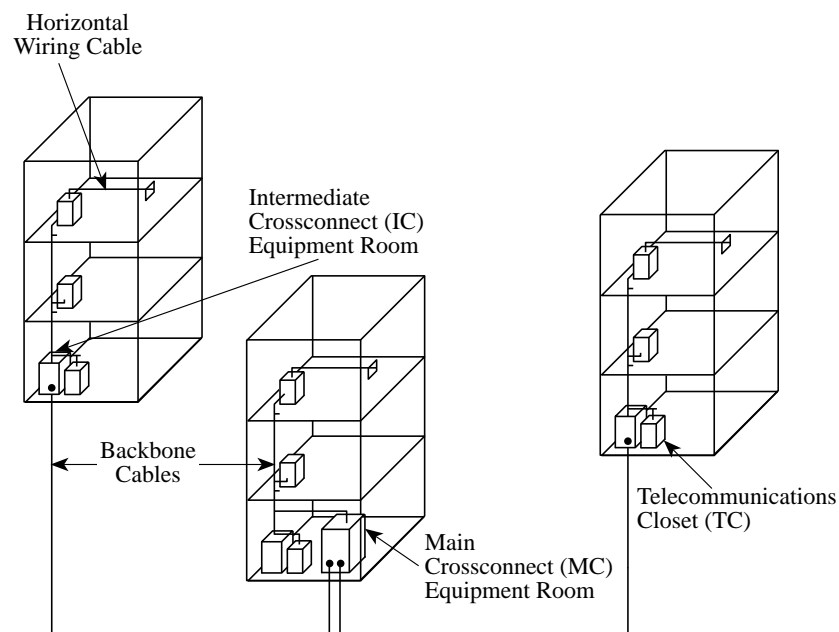 Horizontal
Wiring Cable
Intermediate
Crossconnect (IC)
Equipment Room
Backbone
Cables
Telecommunications
Closet (TC)
Main
Crossconnect (MC)
Equipment Room